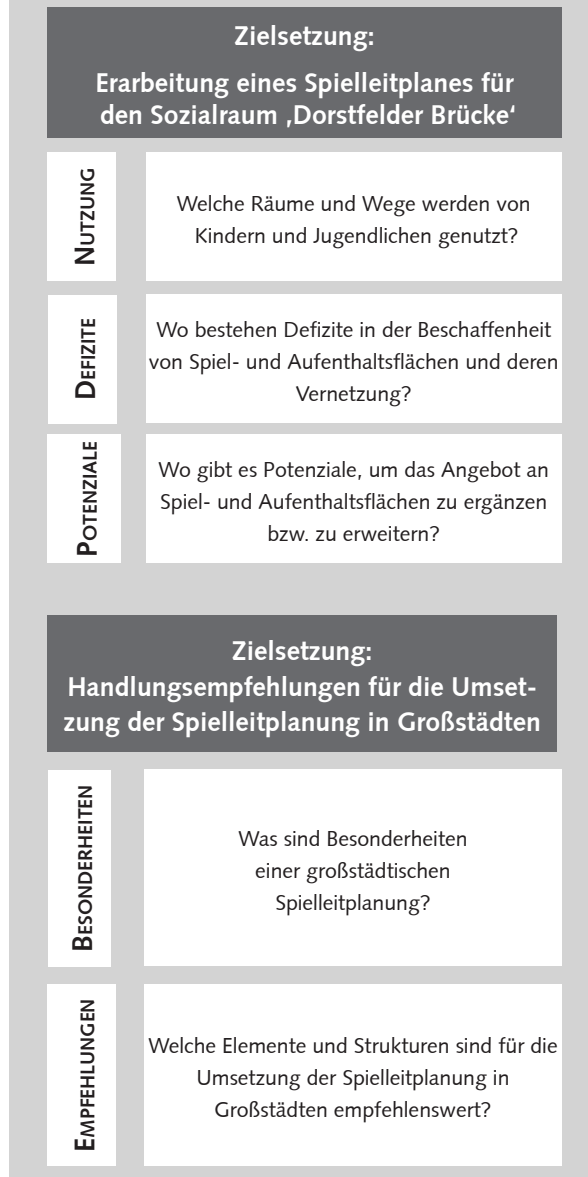 Zielsetzung:
Erarbeitung eines Spielleitplanes für
den Sozialraum ‚Dorstfelder Brücke‘
NUTZUNG
Welche Räume und Wege werden von
Kindern und Jugendlichen genutzt?
DEFIZITE
Wo bestehen Defizite in der Beschaffenheit
von Spiel- und Aufenthaltsflächen und deren
Vernetzung?
POTENZIALE
Wo gibt es Potenziale, um das Angebot an
Spiel- und Aufenthaltsflächen zu ergänzen
bzw. zu erweitern?
Zielsetzung:
Handlungsempfehlungen für die Umset-
zung der Spielleitplanung in Großstädten
BESONDERHEITEN
Was sind Besonderheiten
einer großstädtischen
Spielleitplanung?
EMPFEHLUNGEN
Welche Elemente und Strukturen sind für die
Umsetzung der Spielleitplanung in
Großstädten empfehlenswert?